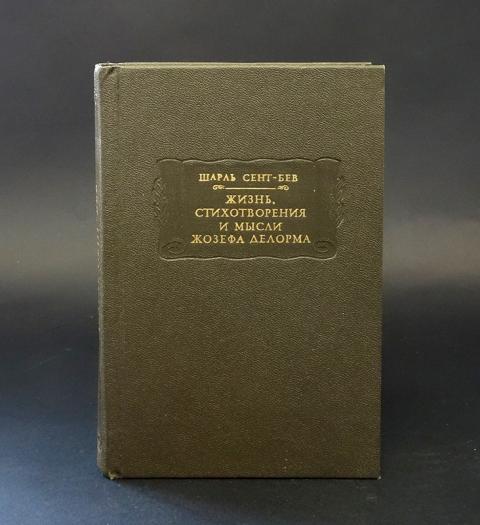 ШАРЛЬ СЕНТ-БЕВ
ЖИЗНЬ,
СТИХОТВОРЕНИЯ
И МЫСЛИ
ЖОЗЕФА ДЕЛОРМА